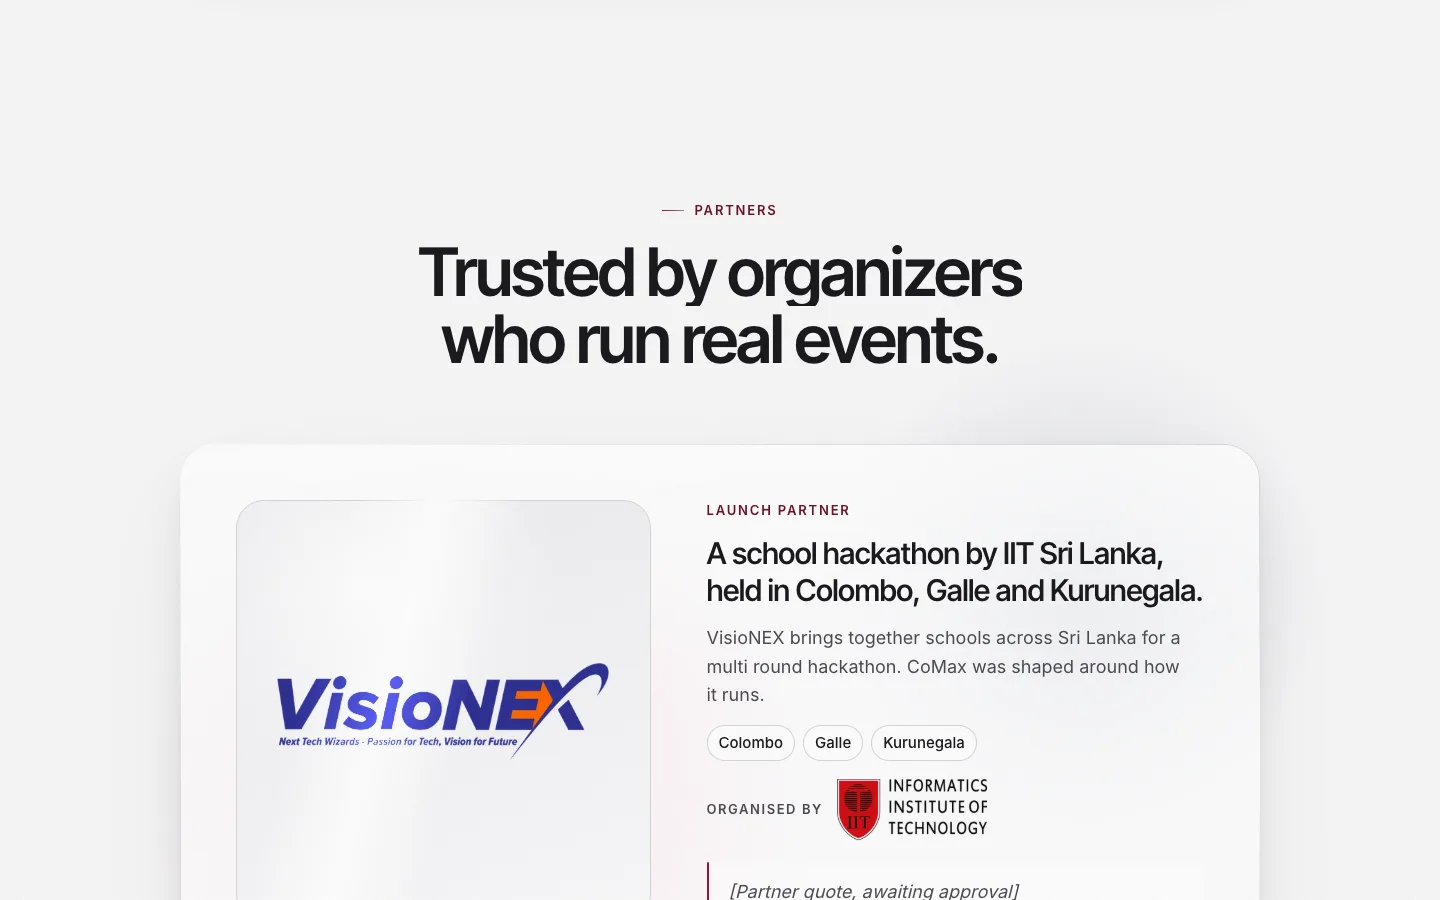 PARTNERS
Trusted by organizers
who run real events.
VisioNEX
Next Tech Wizards - Passion for Tech, Vision for Future
LAUNCH PARTNER
A school hackathon by IIT Sri Lanka,
held in Colombo, Galle and Kurunegala.
VisioNEX brings together schools across Sri Lanka for a
multi round hackathon. CoMax was shaped around how
it runs.
Colombo Galle Kurunegala
ORGANISED BY
IIT
INFORMATICS
INSTITUTE OF
TECHNOLOGY
[Partner quote, awaiting approval]